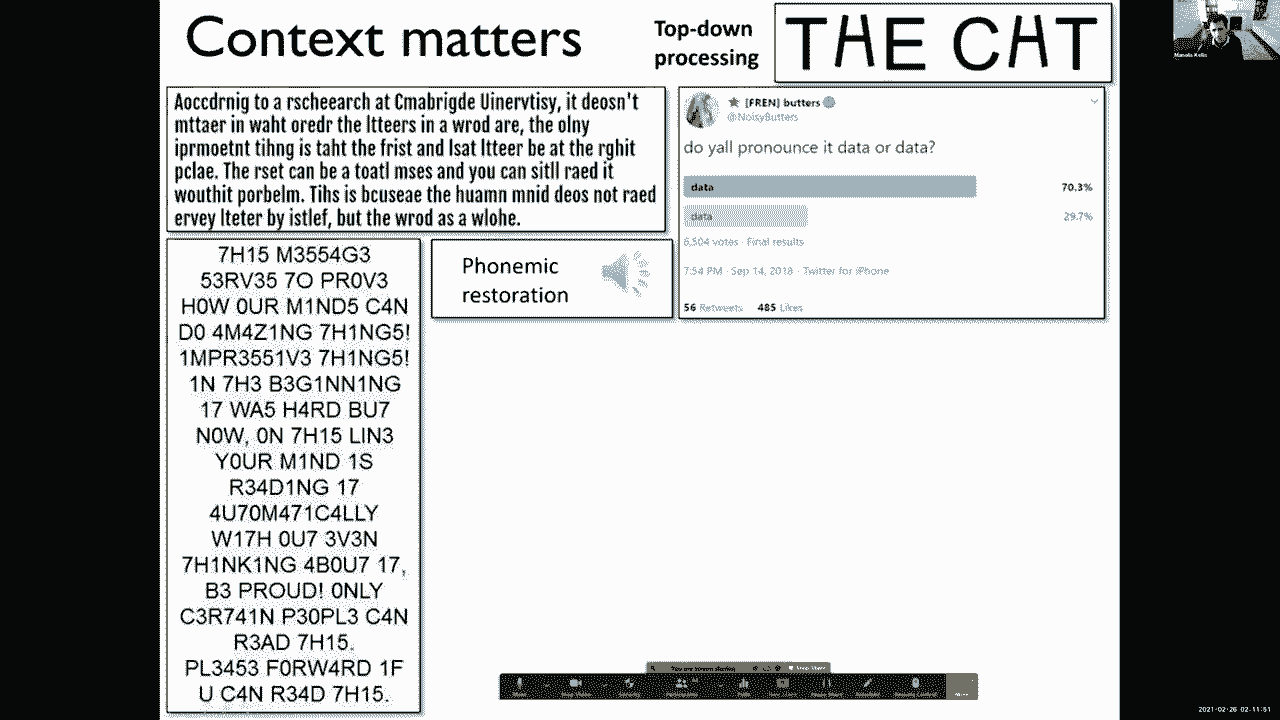 Context matters
Top-down
processing
THE CAT
Aoccdrnig to a rscheearch at Cmabrigde Uinervtisy, it deosn't
mttaer in waht oredr the ltteers in a wrod are, the olny
iprmoetnt tihng is taht the frist and lsat ltteer be at the rghit
pclae. The rset can be a toatl mses and you can sitll raed it
wouthit porbelm. Tihs is bcuseae the huamn mnid deos not raed
ervey lteter by istlef, but the wrod as a wlohe.
[FREN] butters
@NoisyButters
do yall pronounce it data or data?
data 70.3%
data 29.7%
6,504 votes · Final results
7:54 PM · Sep 14, 2018 · Twitter for iPhone
56 Retweets 485 Likes
7H15 M3554G3
53RV35 7O PR0V3
H0W 0UR M1ND5 C4N
D0 4M4Z1NG 7H1NG5!
1MPR3551V3 7H1NG5!
1N 7H3 B3G1NN1NG
17 WA5 H4RD BU7
N0W, 0N 7H15 LIN3
Y0UR M1ND 1S
R34D1NG 17
4U70M471C4LLY
W17H 0U7 3V3N
7H1NK1NG 4B0U7 17,
B3 PROUD! 0NLY
C3R741N P30PL3 C4N
R3AD 7H15.
PL3453 F0RW4RD 1F
U C4N R34D 7H15.
Phonemic
restoration
2021-02-26 02:11:51